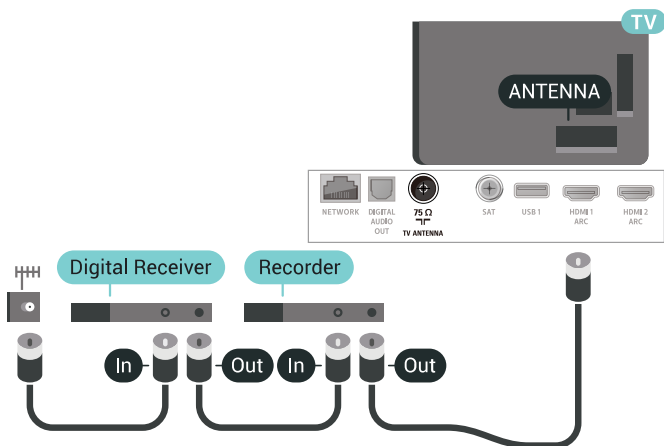 TV
ANTENNA
NETWORK
DIGITAL
AUDIO
OUT
75 Ω
TV ANTENNA
SAT
USB 1
HDMI 1
ARC
HDMI 2
ARC
Digital Receiver
Recorder
In
Out
In
Out